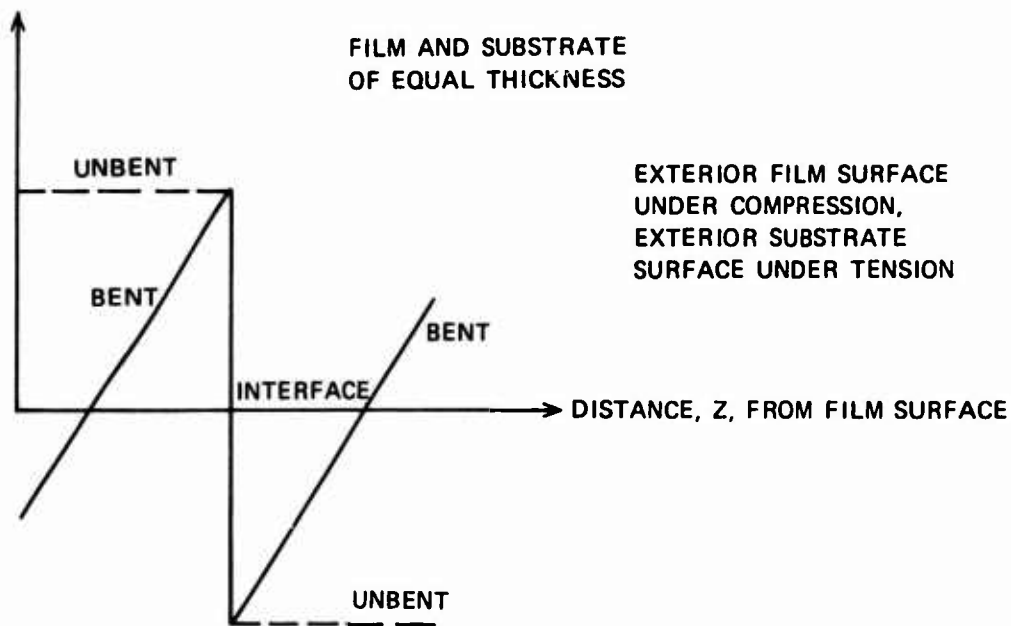 FILM AND SUBSTRATE
OF EQUAL THICKNESS
UNBENT
EXTERIOR FILM SURFACE
UNDER COMPRESSION,
EXTERIOR SUBSTRATE
SURFACE UNDER TENSION
BENT
BENT
INTERFACE
DISTANCE, Z, FROM FILM SURFACE
UNBENT